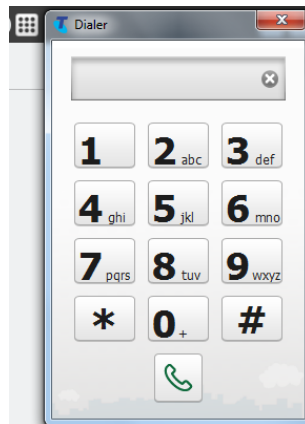 Dialer
1 2 abc 3 def
4 ghi 5 jkl 6 mno
7 pqrs 8 tuv 9 wxyz
* 0 + #